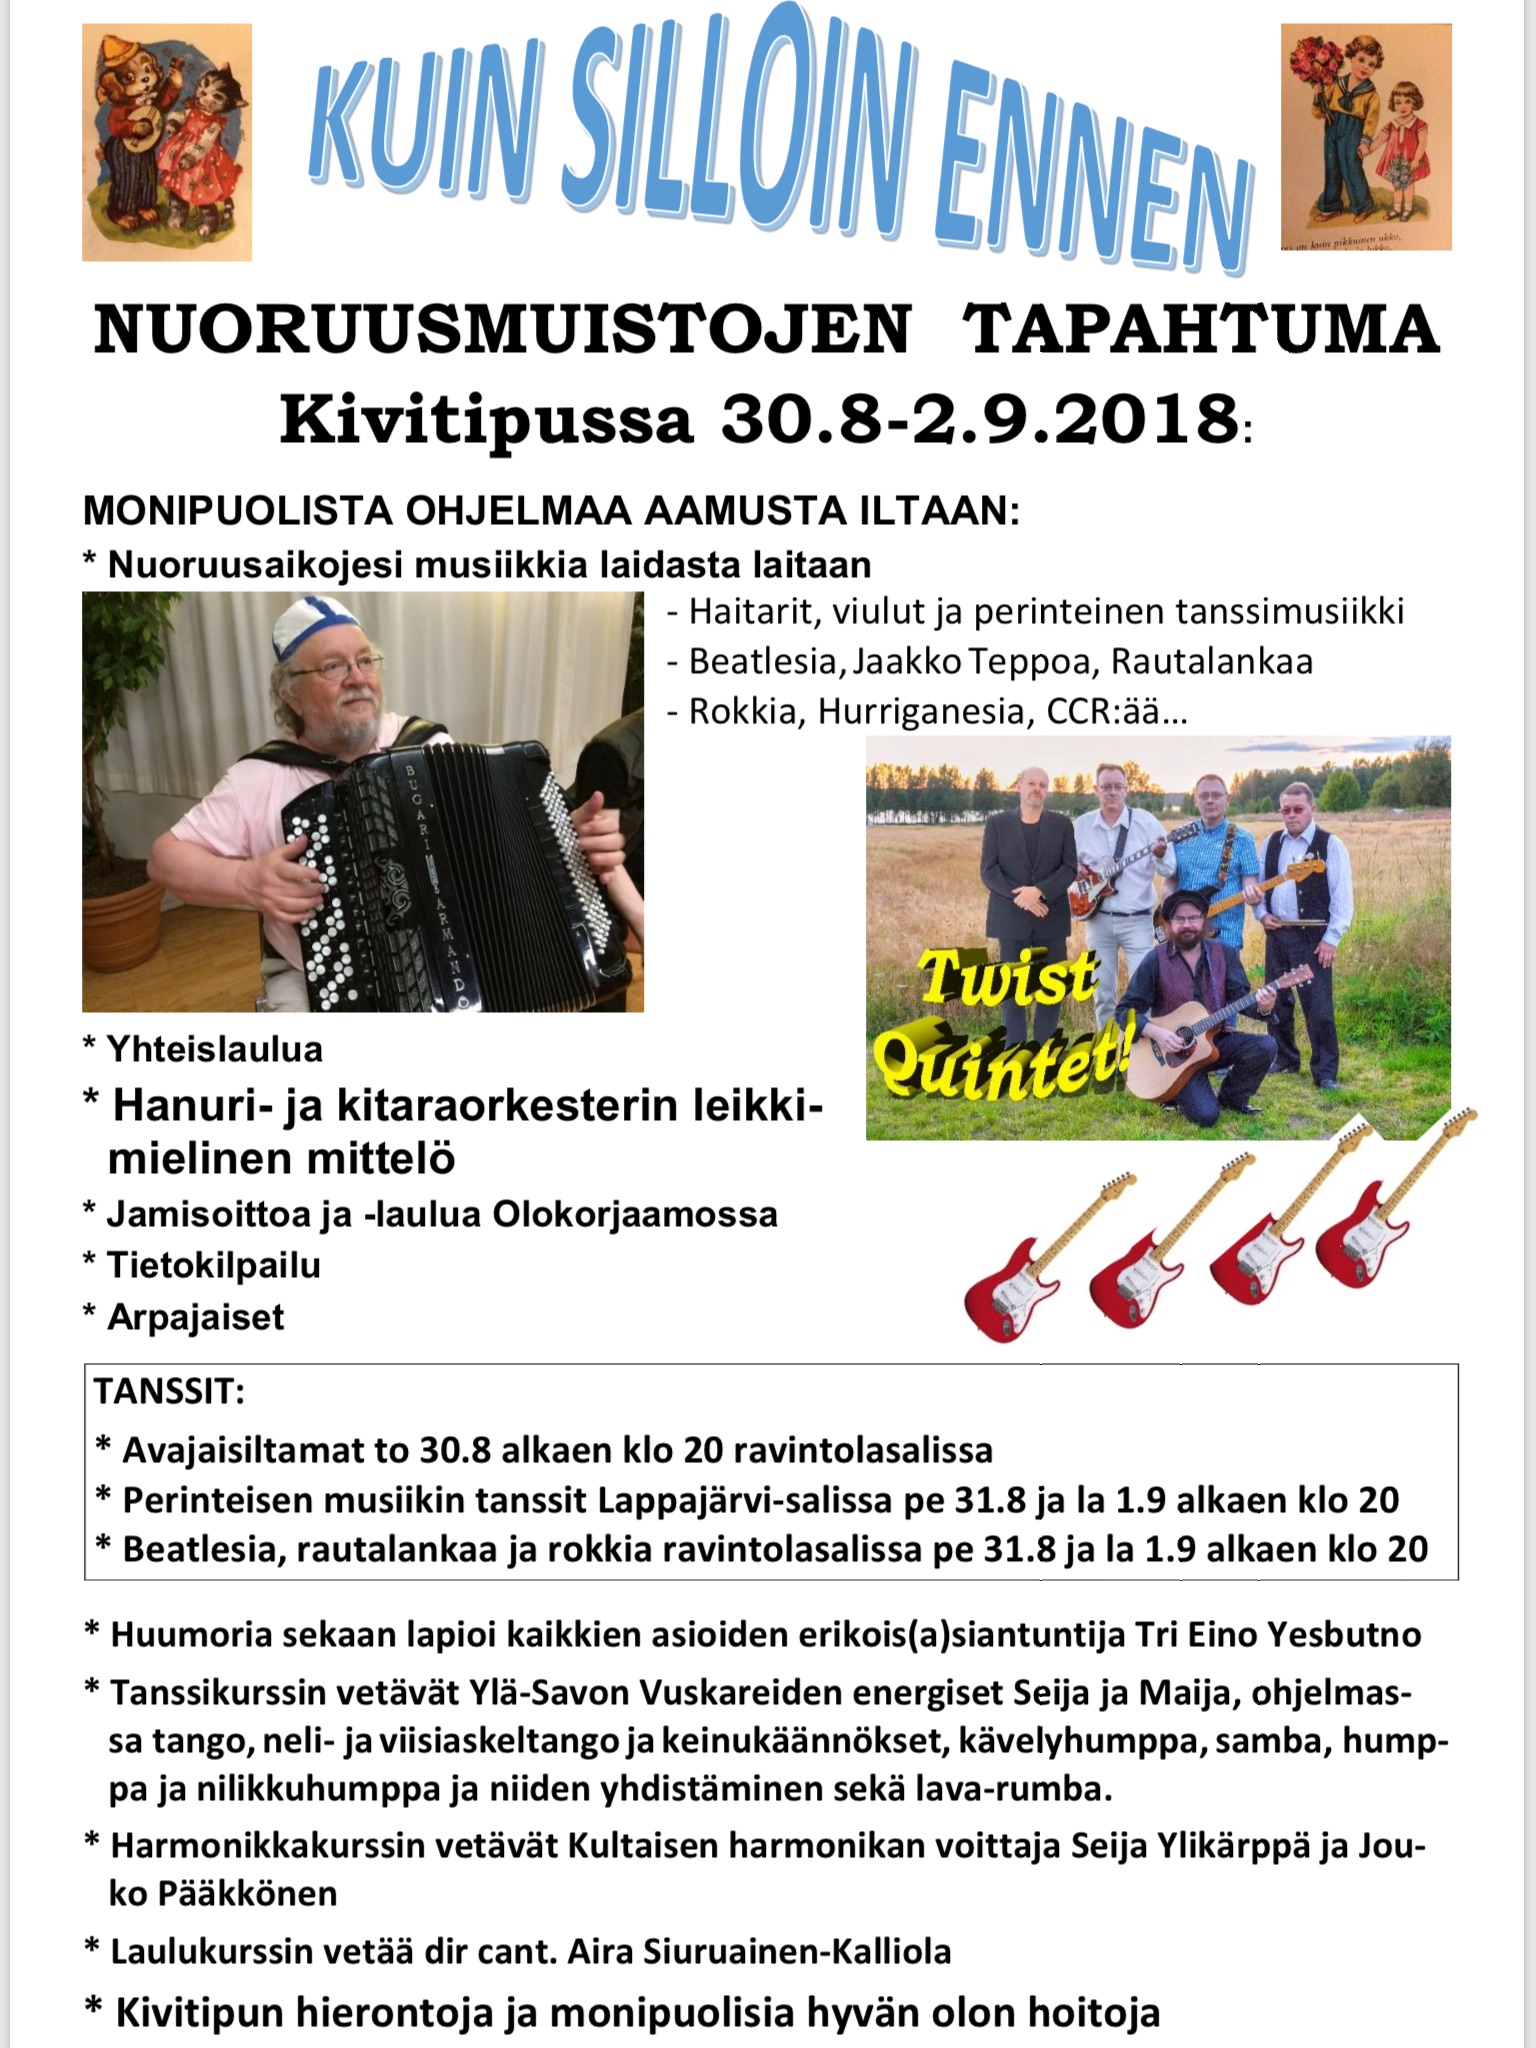 KUIN SILLOIN ENNEN
on kuin pikkuinen ukko,
NUORUUSMUISTOJEN TAPAHTUMA
Kivitipussa 30.8-2.9.2018:
MONIPUOLISTA OHJELMAA AAMUSTA ILTAAN:
* Nuoruusaikojesi musiikkia laidasta laitaan
- Haitarit, viulut ja perinteinen tanssimusiikki
- Beatlesia, Jaakko Teppoa, Rautalankaa
- Rokkia, Hurriganesia, CCR:ää...
BUGARI ARMANDO
Twist
Quintet!
* Yhteislaulua
* Hanuri- ja kitaraorkesterin leikki-
mielinen mittelö
* Jamisoittoa ja -laulua Olokorjaamossa
* Tietokilpailu
* Arpajaiset
TANSSIT:
* Avajaisiltamat to 30.8 alkaen klo 20 ravintolasalissa
* Perinteisen musiikin tanssit Lappajärvi-salissa pe 31.8 ja la 1.9 alkaen klo 20
* Beatlesia, rautalankaa ja rokkia ravintolasalissa pe 31.8 ja la 1.9 alkaen klo 20
* Huumoria sekaan lapioi kaikkien asioiden erikois(a)siantuntija Tri Eino Yesbutno
* Tanssikurssin vetävät Ylä-Savon Vuskareiden energiset Seija ja Maija, ohjelmas-
sa tango, neli- ja viisiaskeltango ja keinukäännökset, kävelyhumppa, samba, hump-
pa ja nilikkuhumppa ja niiden yhdistäminen sekä lava-rumba.
* Harmonikkakurssin vetävät Kultaisen harmonikan voittaja Seija Ylikärppä ja Jou-
ko Pääkkönen
* Laulukurssin vetää dir cant. Aira Siuruainen-Kalliola
* Kivitipun hierontoja ja monipuolisia hyvän olon hoitoja